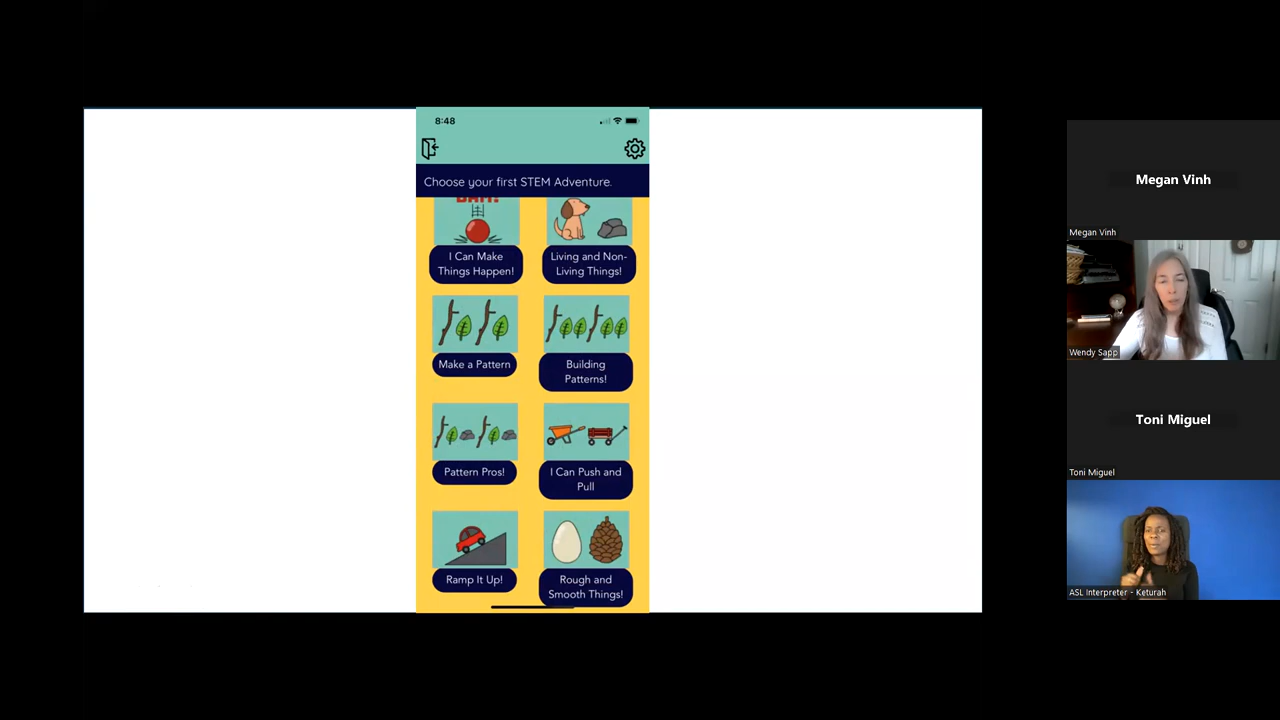 8:48
Choose your first STEM Adventure.
BAM!
I Can Make
Things Happen!
Living and Non-
Living Things!
Make a Pattern
Building
Patterns!
Pattern Pros!
I Can Push and
Pull
Ramp It Up!
Rough and
Smooth Things!
Megan Vinh
Megan Vinh
Wendy Sapp
Toni Miguel
Toni Miguel
ASL Interpreter - Keturah